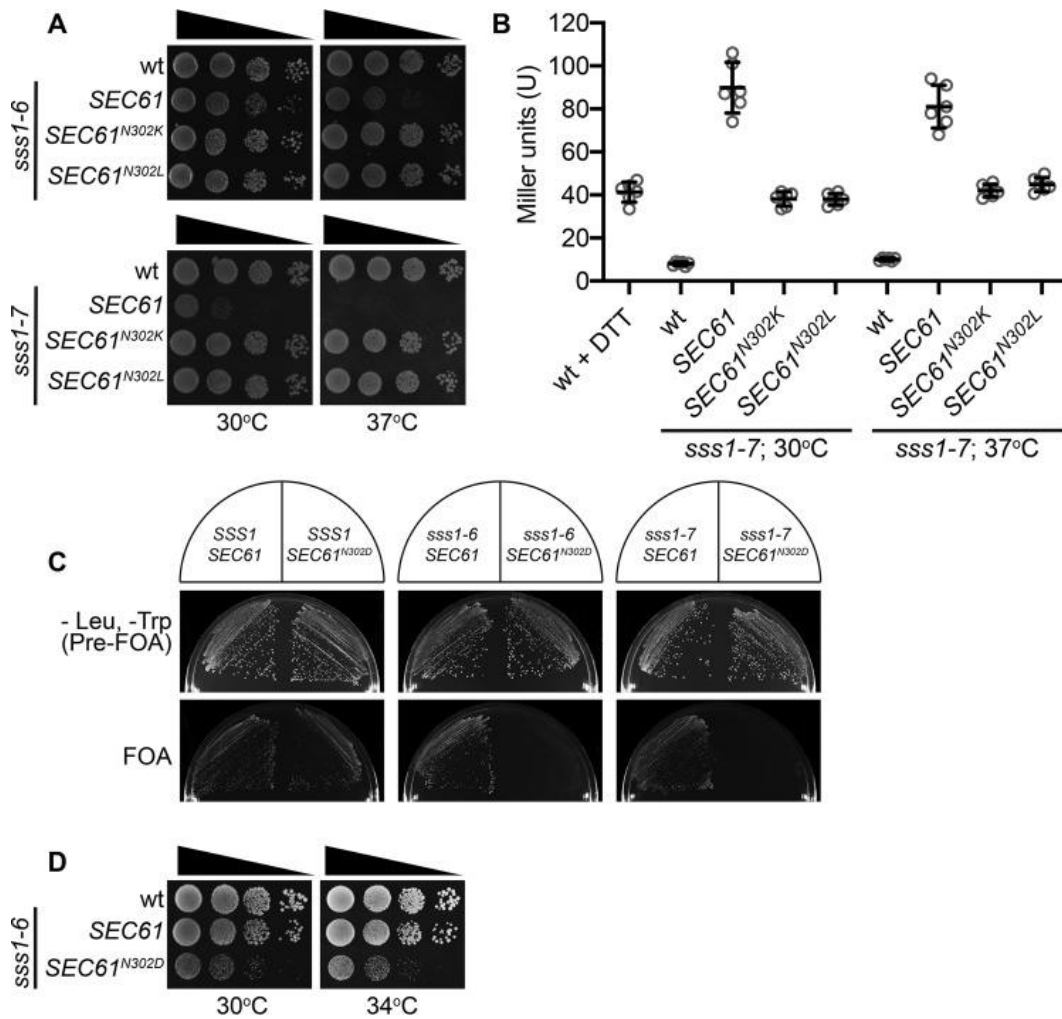 A
wt
SEC61
SEC61N302K
SEC61N302L
sss1-6
wt
SEC61
SEC61N302K
SEC61N302L
sss1-7
30°C
37°C
B
Miller units (U)
120
100
80
60
40
20
0
wt + DTT
wt
SEC61
SEC61N302K
SEC61N302L
wt
SEC61
SEC61N302K
SEC61N302L
sss1-7; 30°C
sss1-7; 37°C
C
SSS1
SEC61
SSS1
SEC61N302D
sss1-6
SEC61
sss1-6
SEC61N302D
sss1-7
SEC61
sss1-7
SEC61N302D
- Leu, -Trp
(Pre-FOA)
FOA
D
wt
SEC61
SEC61N302D
sss1-6
30°C
34°C